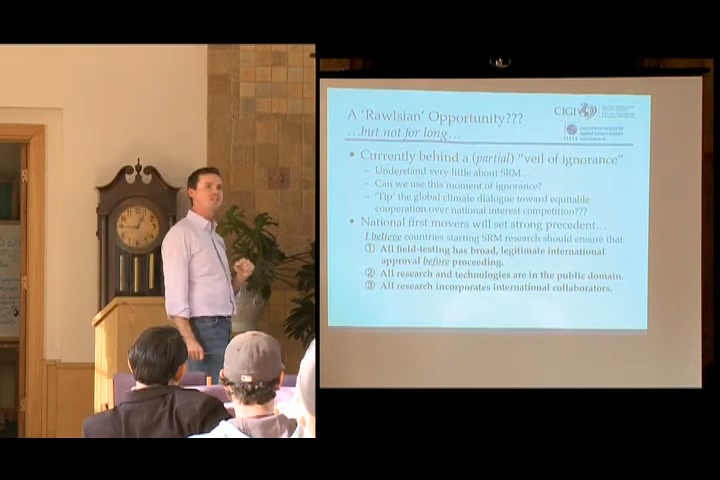 A 'Rawlsian' Opportunity???
...but not for long...
CIGI
IIASA
• Currently behind a (partial) "veil of ignorance"
– Understand very little about SRM...
– Can we use this moment of ignorance?
– 'Tip' the global climate dialogue toward equitable
cooperation over national interest competition???
• National first movers will set strong precedent...
I believe countries starting SRM research should ensure that:
① All field-testing has broad, legitimate international
approval before proceeding.
② All research and technologies are in the public domain.
③ All research incorporates international collaborators.